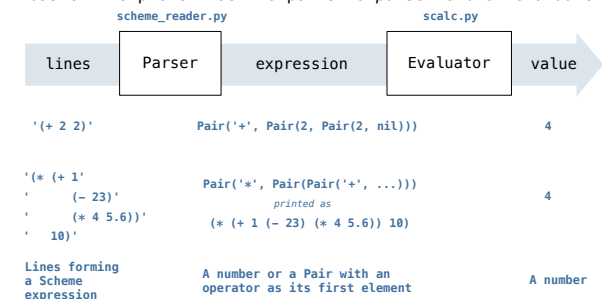 scheme_reader.py scalc.py
lines Parser expression Evaluator value
'(+ 2 2)' Pair('+', Pair(2, Pair(2, nil))) 4
'(* (+ 1'
' (- 23)'
' (* 4 5.6))'
' 10)'
Pair('*', Pair(Pair('+', ...)))
printed as
(* (+ 1 (- 23) (* 4 5.6)) 10)
4
Lines forming
a Scheme
expression
A number or a Pair with an
operator as its first element
A number